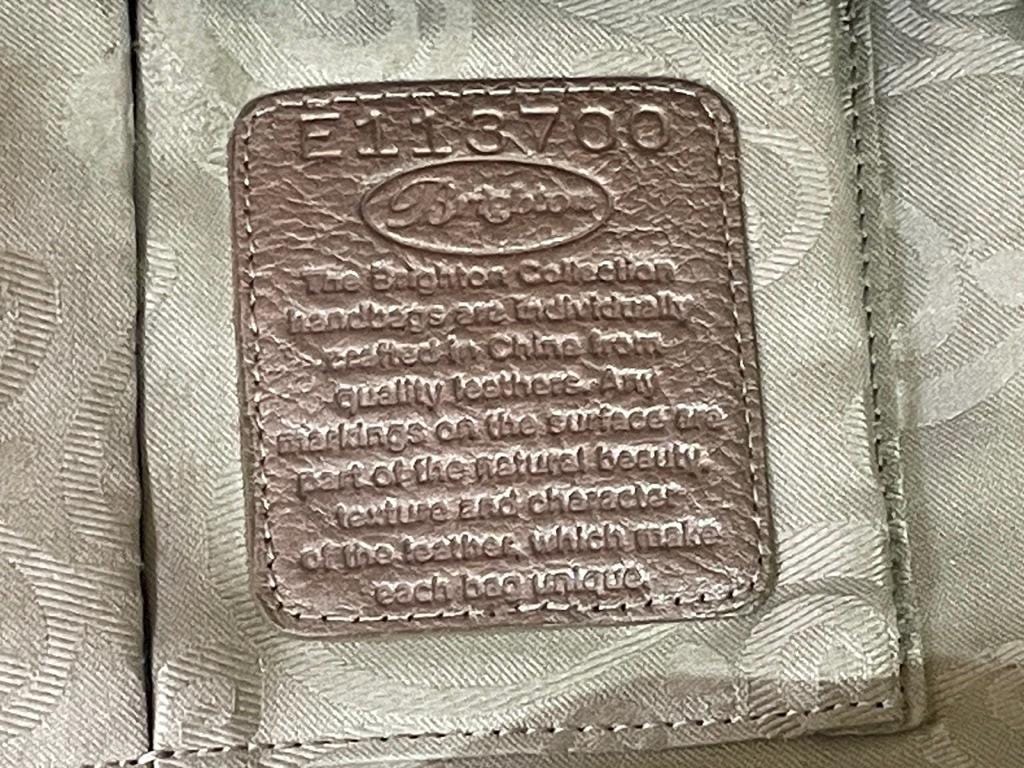 E113700
Brighton
The Brighton Collection
handbags are individually
crafted in China from
quality leathers. Any
markings on the surface are
part of the natural beauty,
texture and character
of the leather, which make
each bag unique.